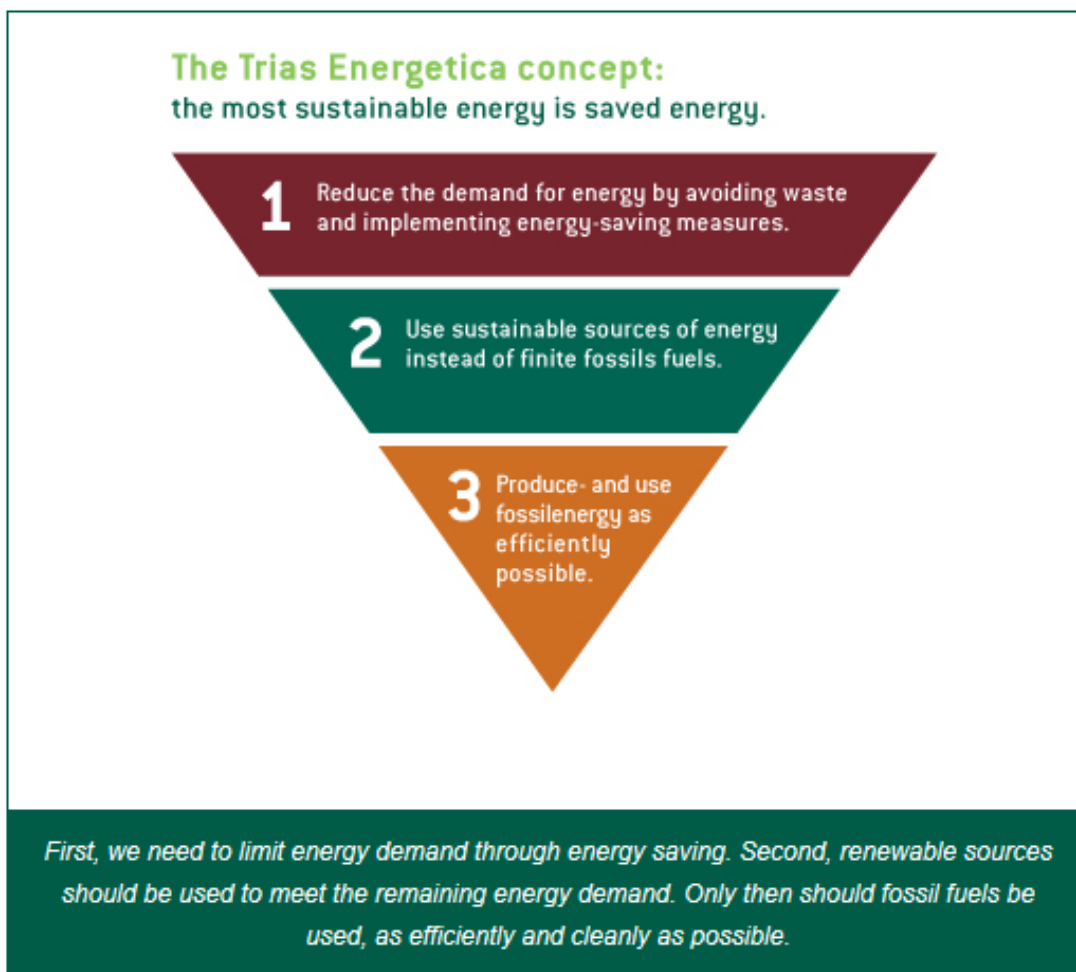 The Trias Energetica concept:
the most sustainable energy is saved energy.
1
Reduce the demand for energy by avoiding waste
and implementing energy-saving measures.
2
Use sustainable sources of energy
instead of finite fossils fuels.
3
Produce- and use
fossilenergy as
efficiently
possible.
First, we need to limit energy demand through energy saving. Second, renewable sources
should be used to meet the remaining energy demand. Only then should fossil fuels be
used, as efficiently and cleanly as possible.